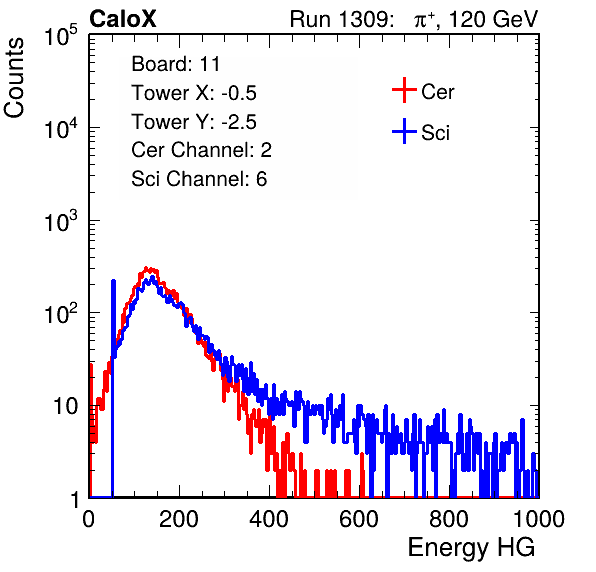 CaloX Run 1309: π⁺, 120 GeV
Counts
10⁵
10⁴
10³
10²
10
1
Board: 11
Tower X: -0.5
Tower Y: -2.5
Cer Channel: 2
Sci Channel: 6
Cer
Sci
0 200 400 600 800 1000
Energy HG